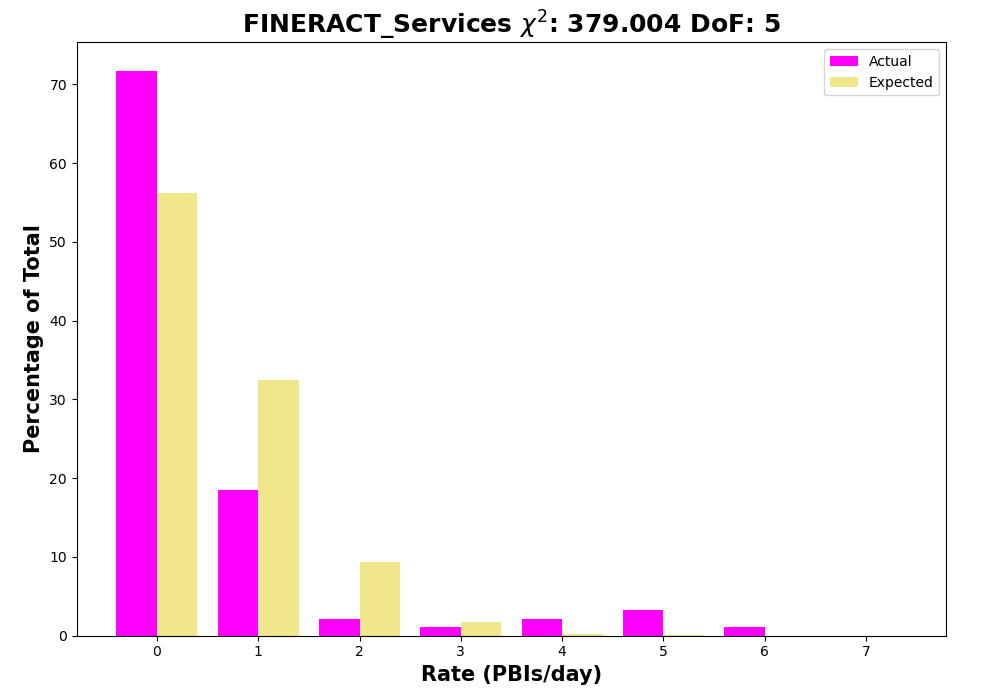 FINERACT_Services χ²: 379.004 DoF: 5
Actual
Expected
Percentage of Total
70
60
50
40
30
20
10
0
0 1 2 3 4 5 6 7
Rate (PBIs/day)